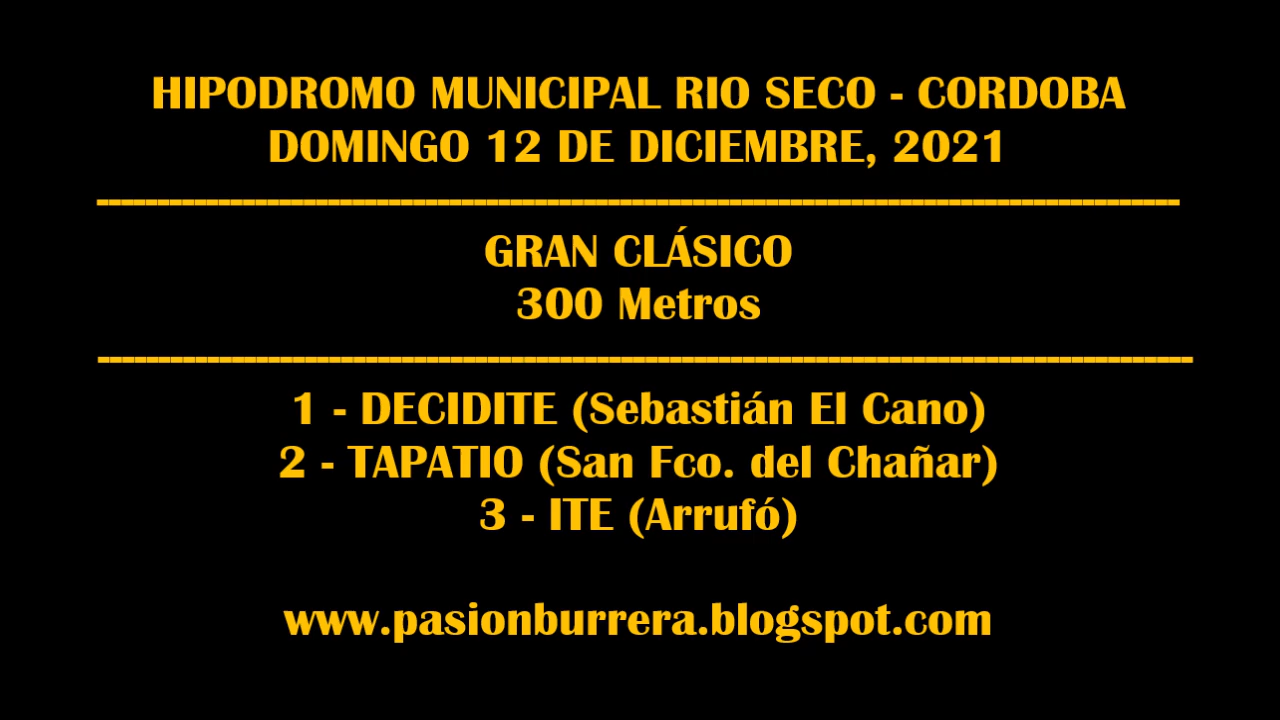 HIPODROMO MUNICIPAL RIO SECO - CORDOBA
DOMINGO 12 DE DICIEMBRE, 2021
GRAN CLÁSICO
300 Metros
1 - DECIDITE (Sebastián El Cano)
2 - TAPATIO (San Fco. del Chañar)
3 - ITE (Arrufó)
www.pasionburrera.blogspot.com